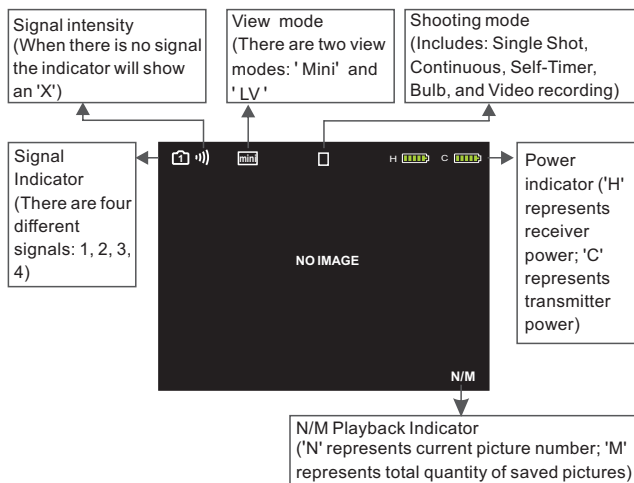 Signal intensity
(When there is no signal
the indicator will show
an 'X')
View mode
(There are two view
modes: ' Mini' and
' LV '
Shooting mode
(Includes: Single Shot,
Continuous, Self-Timer,
Bulb, and Video recording)
Signal
Indicator
(There are four
different
signals: 1, 2, 3,
4)
1
mini
H
C
NO IMAGE
N/M
Power
indicator ('H'
represents
receiver
power; 'C'
represents
transmitter
power)
N/M Playback Indicator
('N' represents current picture number; 'M'
represents total quantity of saved pictures)